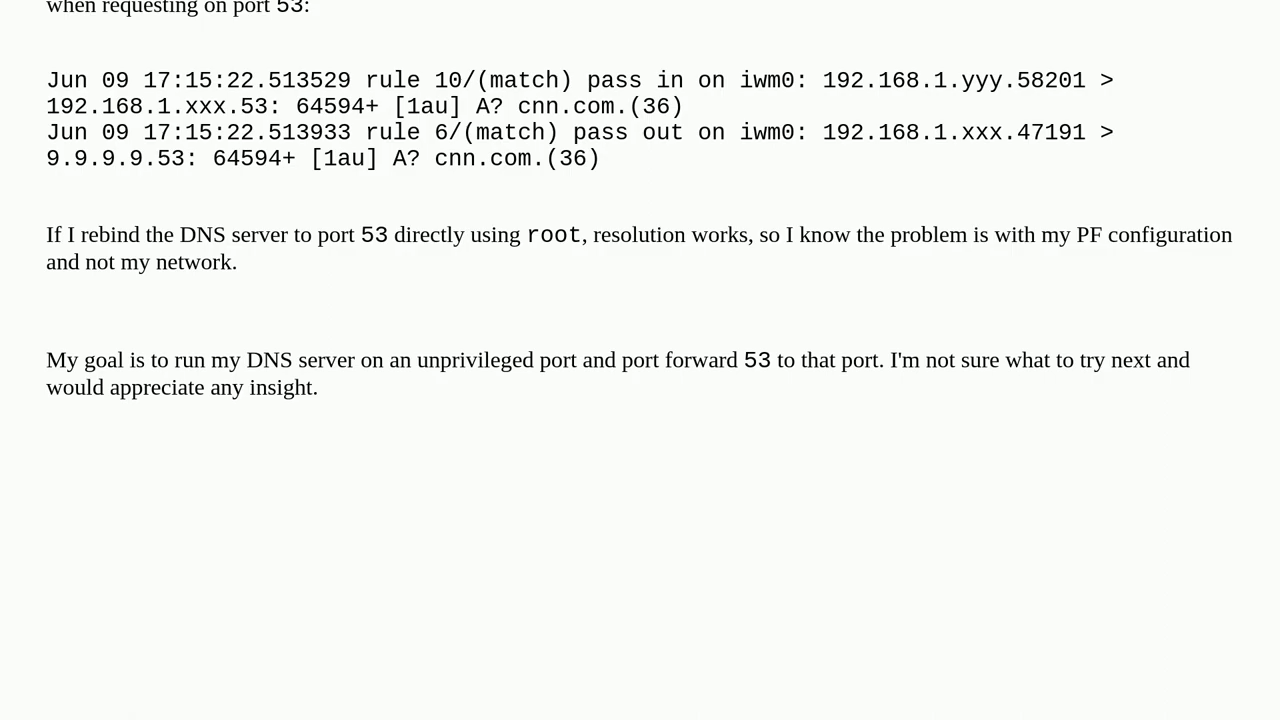 when requesting on port 53:
Jun 09 17:15:22.513529 rule 10/(match) pass in on iwm0: 192.168.1.yyy.58201 >
192.168.1.xxx.53: 64594+ [1au] A? cnn.com.(36)
Jun 09 17:15:22.513933 rule 6/(match) pass out on iwm0: 192.168.1.xxx.47191 >
9.9.9.9.53: 64594+ [1au] A? cnn.com.(36)
If I rebind the DNS server to port 53 directly using root, resolution works, so I know the problem is with my PF configuration
and not my network.
My goal is to run my DNS server on an unprivileged port and port forward 53 to that port. I'm not sure what to try next and
would appreciate any insight.